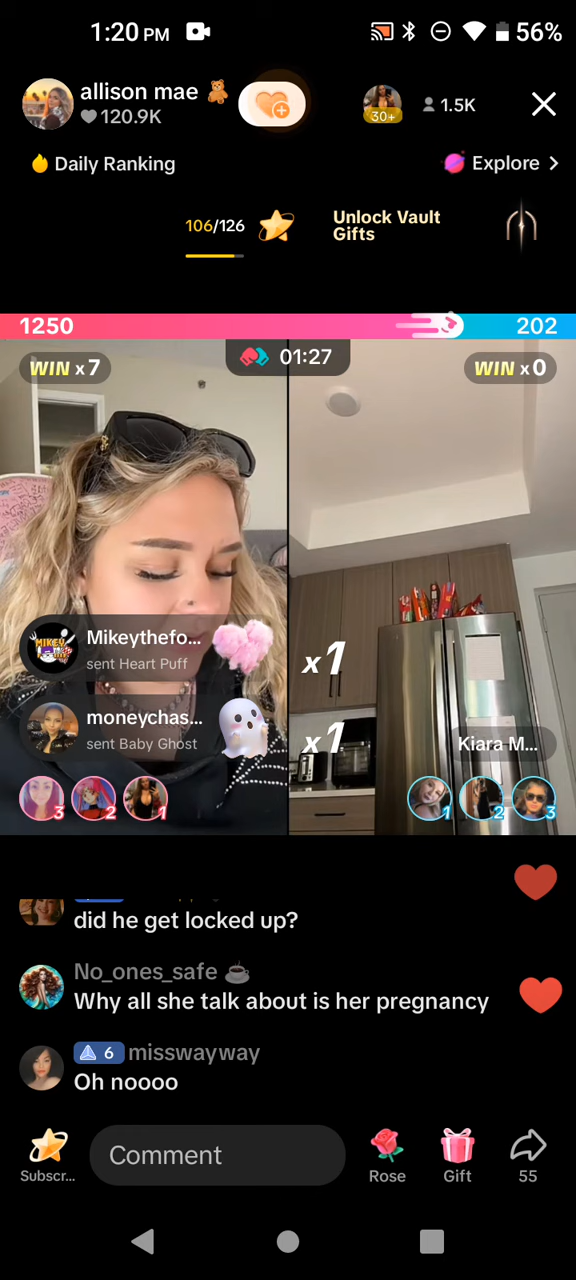 1:20 PM
56%
allison mae
120.9K
30+
1.5K
Daily Ranking
Explore >
106/126
Unlock Vault
Gifts
1250
202
WIN x7
01:27
WIN x0
MIKEY
Mikeythefo...
sent Heart Puff
x1
moneychas...
sent Baby Ghost
x1
Kiara M...
3
2
1
1
2
3
did he get locked up?
No_ones_safe
Why all she talk about is her pregnancy
6 misswayway
Oh noooo
Subscr...
Comment
Rose
Gift
55